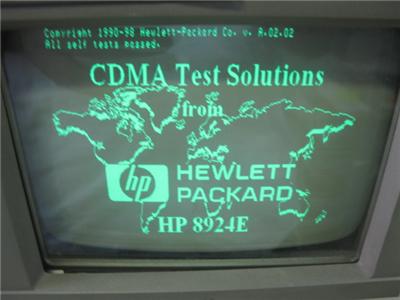 Copyright 1990-98 Hewlett-Packard Co. v. A.02.02
All self tests passed.
CDMA Test Solutions
from
hp HEWLETT
PACKARD
HP 8924E